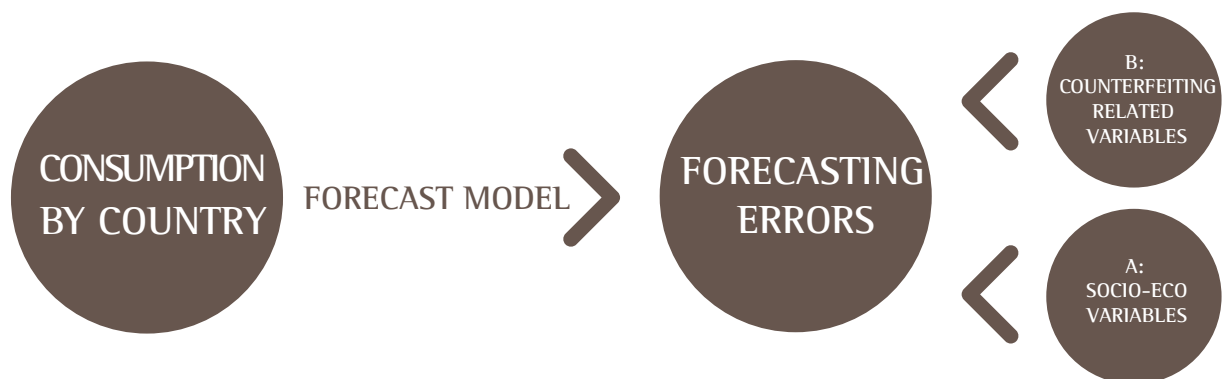 CONSUMPTION
BY COUNTRY
FORECAST MODEL
FORECASTING
ERRORS
B:
COUNTERFEITING
RELATED
VARIABLES
A:
SOCIO-ECO
VARIABLES